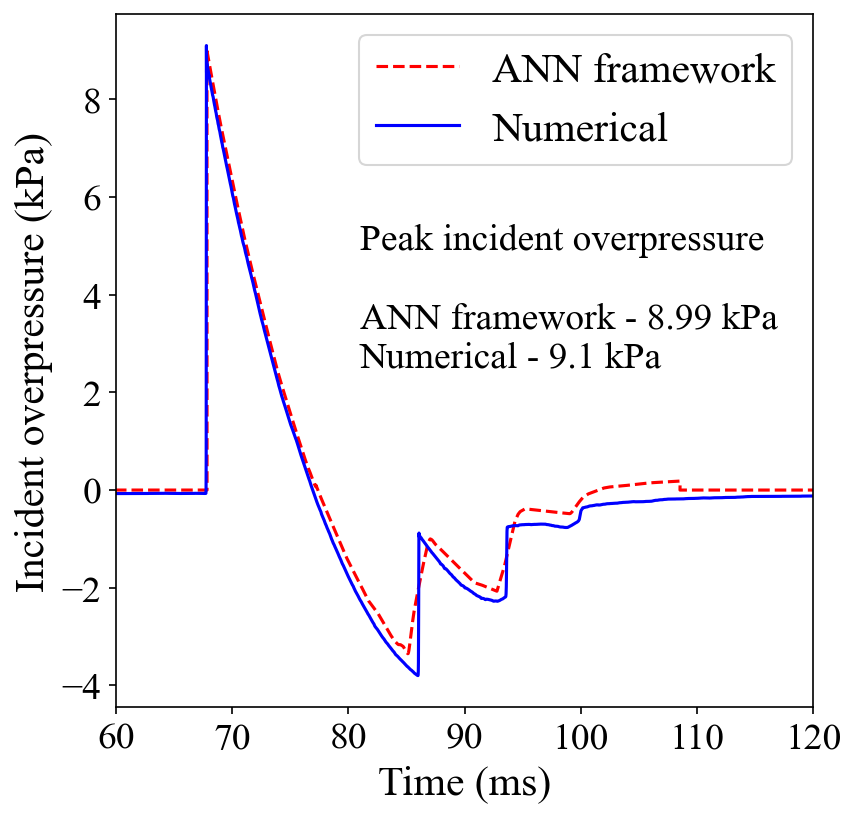 ANN framework
Numerical
Peak incident overpressure
ANN framework - 8.99 kPa
Numerical - 9.1 kPa
Incident overpressure (kPa)
8
6
4
2
0
−2
−4
60 70 80 90 100 110 120
Time (ms)